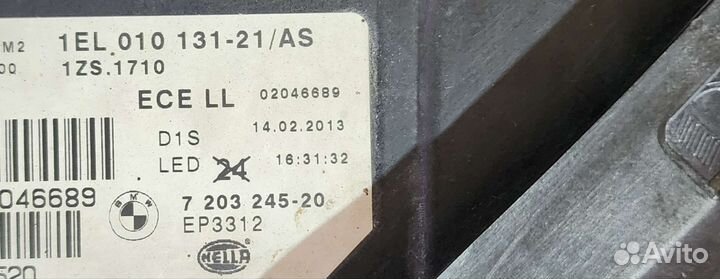 M2 1EL 010 131-21/AS
00 1ZS.1710
ECE LL 02046689
D1S 14.02.2013
LED 24 16:31:32
046689
BMW 7 203 245-20
EP3312
HELLA
520
Avito